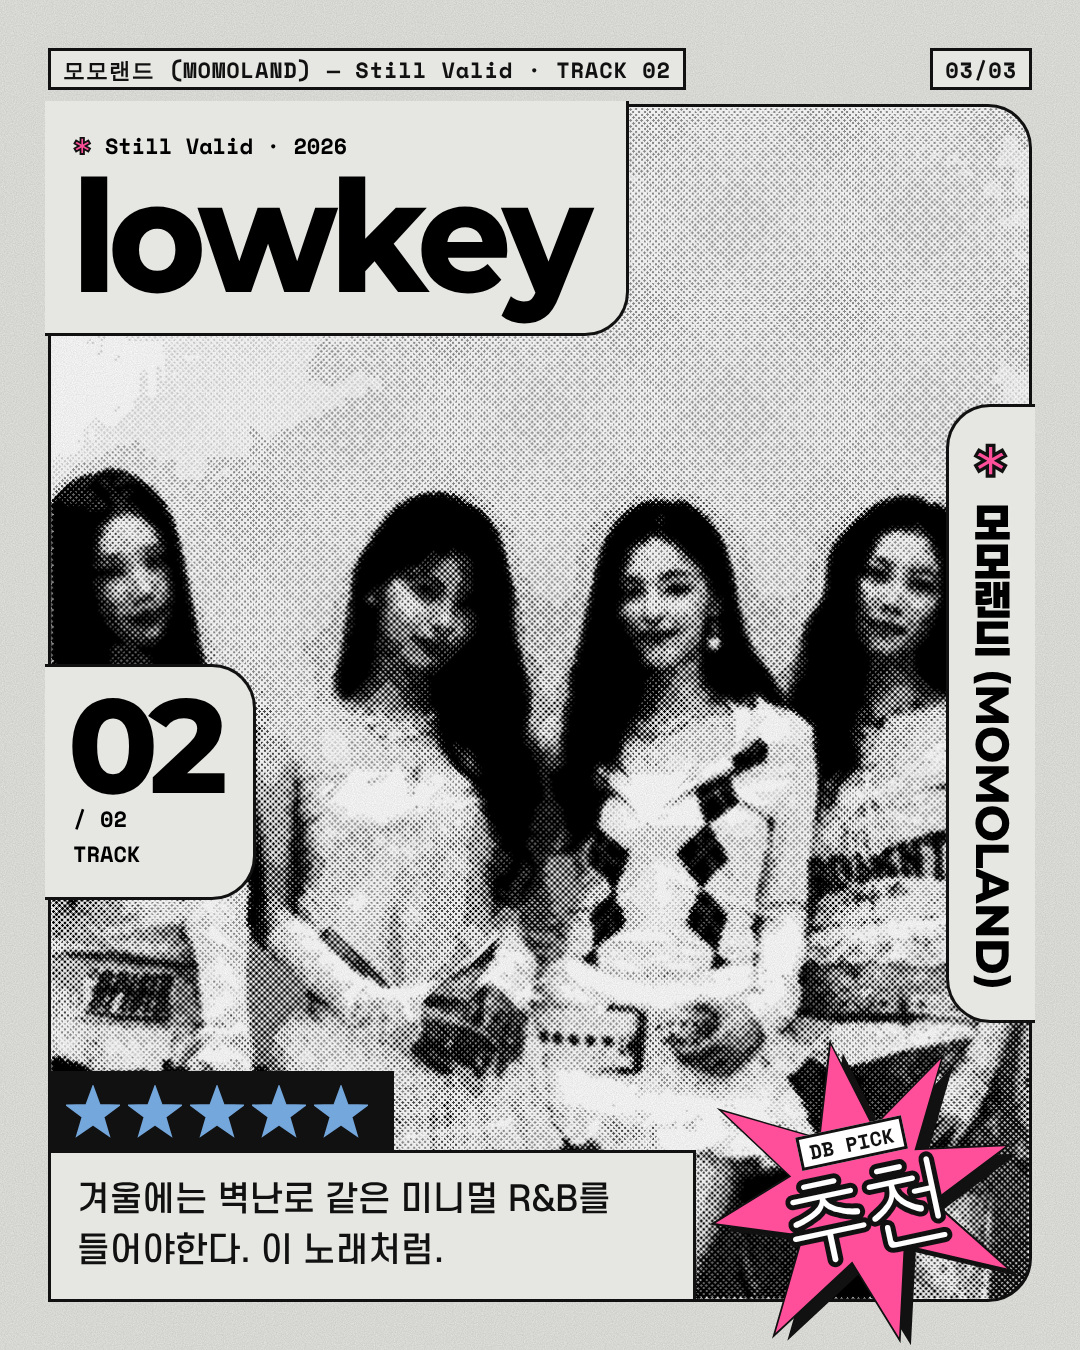 모모랜드 (MOMOLAND) — Still Valid · TRACK 02
03/03
Still Valid · 2026
lowkey
모모랜드 (MOMOLAND)
02
/ 02
TRACK
DB PICK
추천
겨울에는 벽난로 같은 미니멀 R&B를
들어야한다. 이 노래처럼.